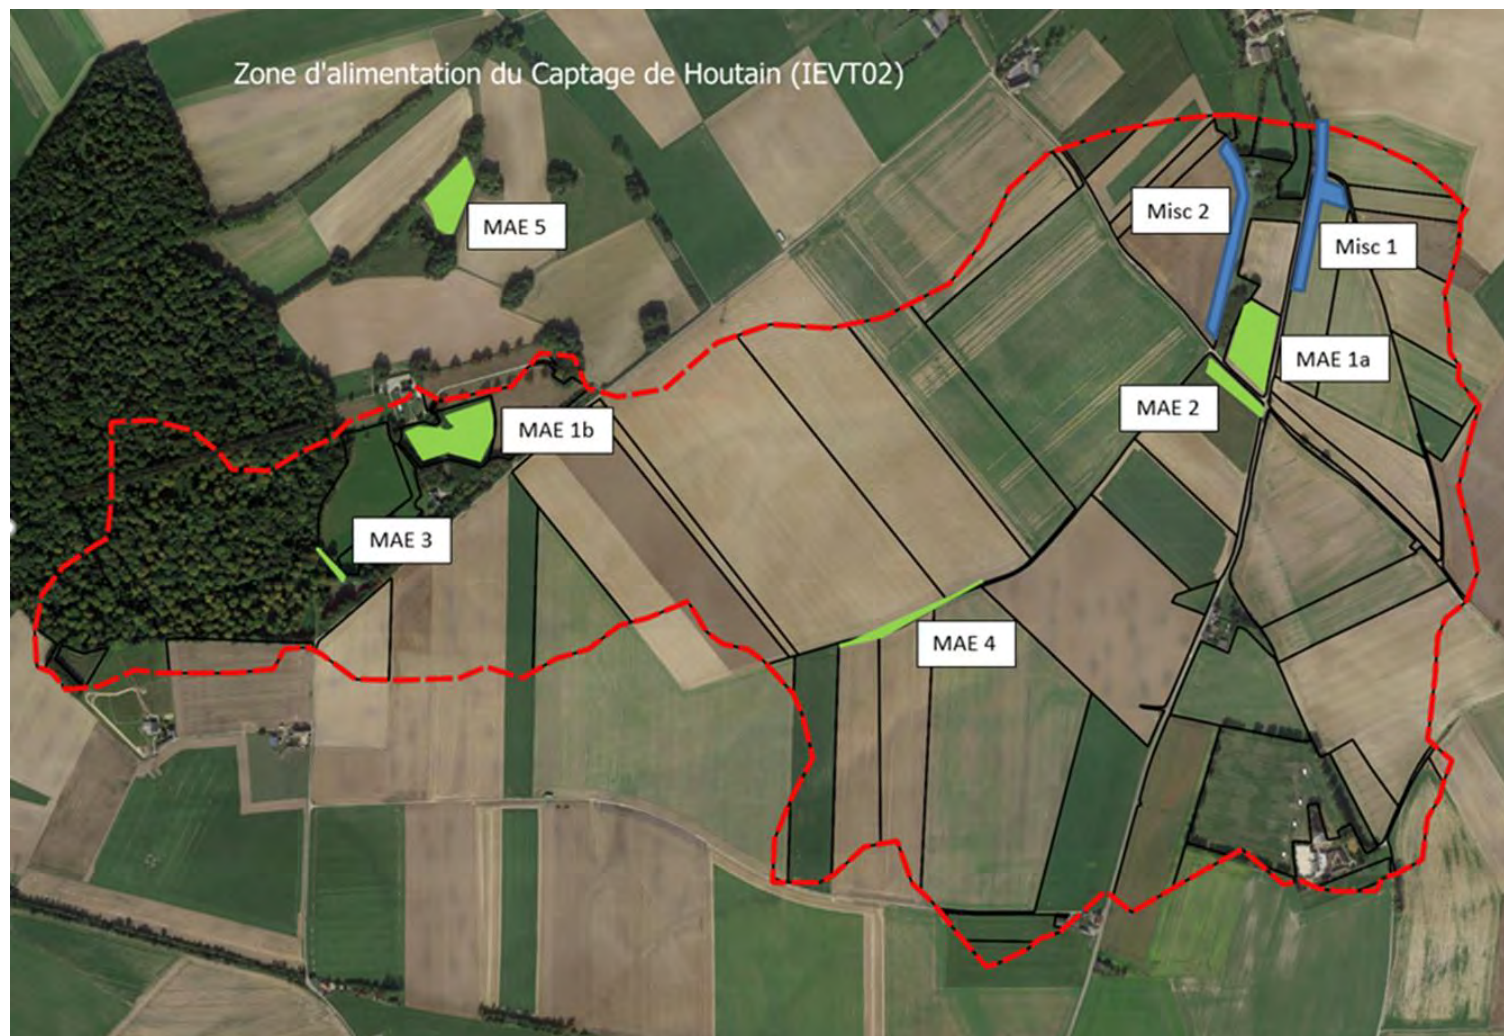 Zone d'alimentation du Captage de Houtain (IEVT02)
MAE 5
Misc 2
Misc 1
MAE 1a
MAE 2
MAE 1b
MAE 3
MAE 4